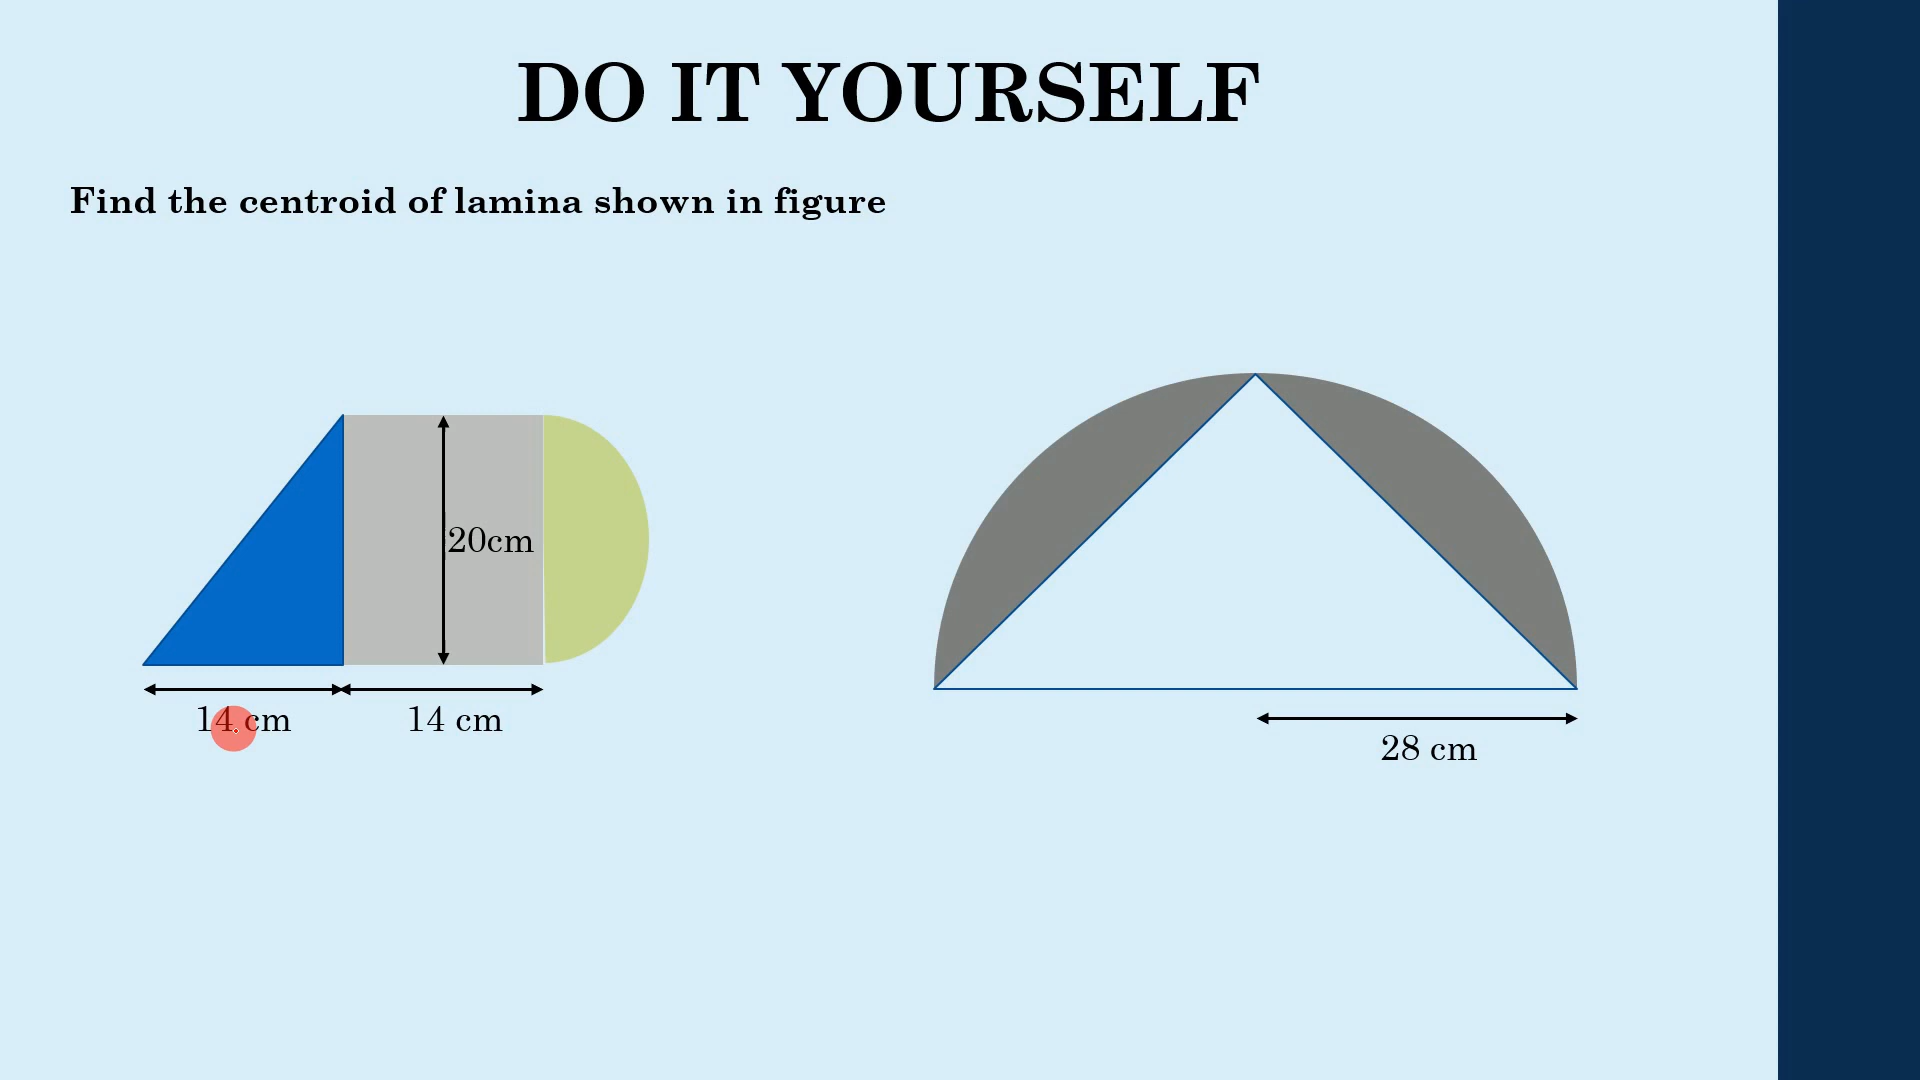 DO IT YOURSELF
Find the centroid of lamina shown in figure
20cm
14 cm
14 cm
28 cm